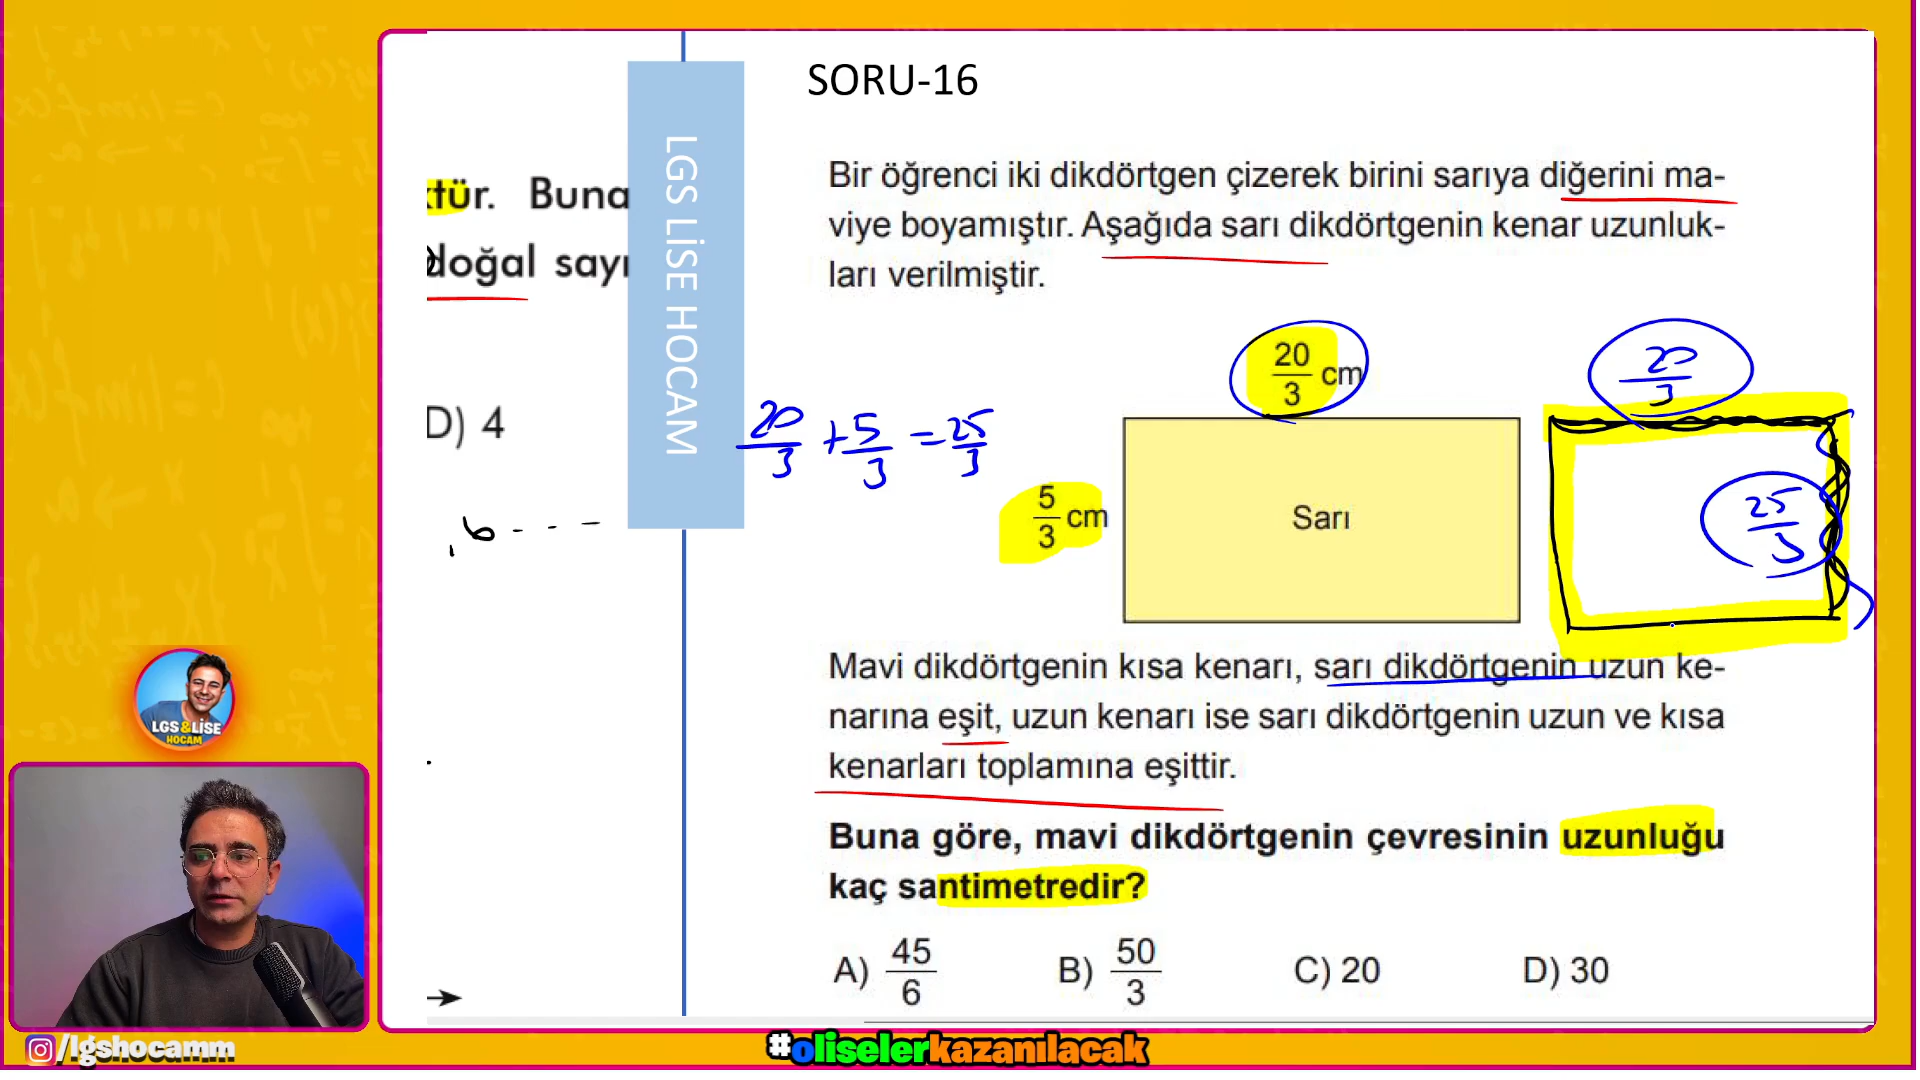 SORU-16
ktür. Buna
doğal sayı
D) 4
, 6 - - -
LGS LİSE HOCAM
Bir öğrenci iki dikdörtgen çizerek birini sarıya diğerini ma-
viye boyamıştır. Aşağıda sarı dikdörtgenin kenar uzunluk-
ları verilmiştir.
20/3 cm
20/3
20/3 + 5/3 = 25/3
5/3 cm
Sarı
25/3
Mavi dikdörtgenin kısa kenarı, sarı dikdörtgenin uzun ke-
narına eşit, uzun kenarı ise sarı dikdörtgenin uzun ve kısa
kenarları toplamına eşittir.
Buna göre, mavi dikdörtgenin çevresinin uzunluğu
kaç santimetredir?
A) 45/6 B) 50/3 C) 20 D) 30
LGS&LİSE
HOCAM
/lgshocamm
#oliselerkazanılacak